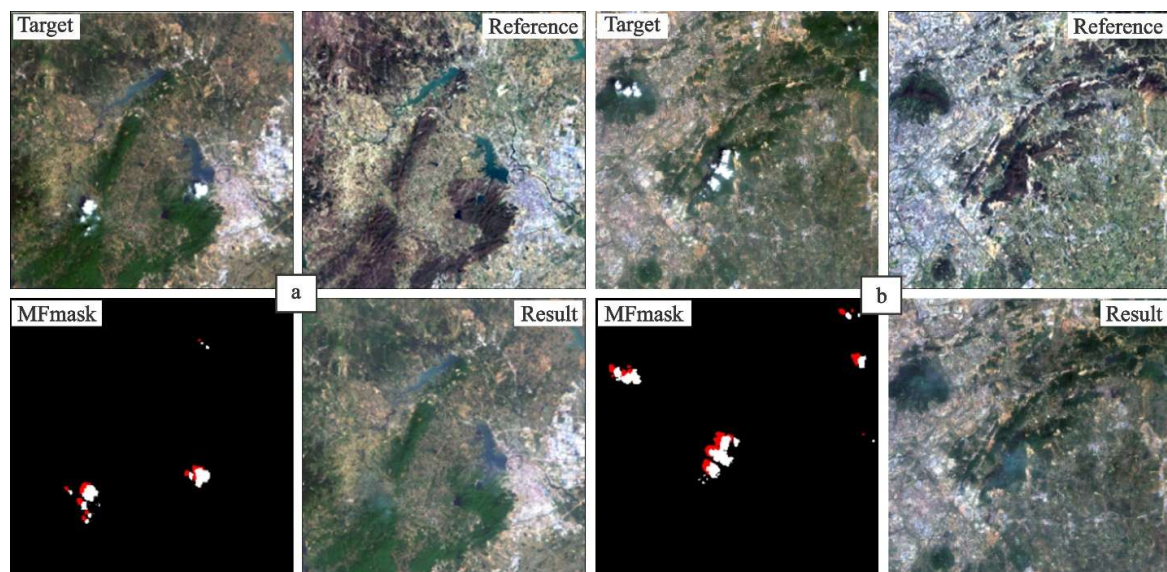 Target
Reference
Target
Reference
a
b
MFmask
Result
MFmask
Result